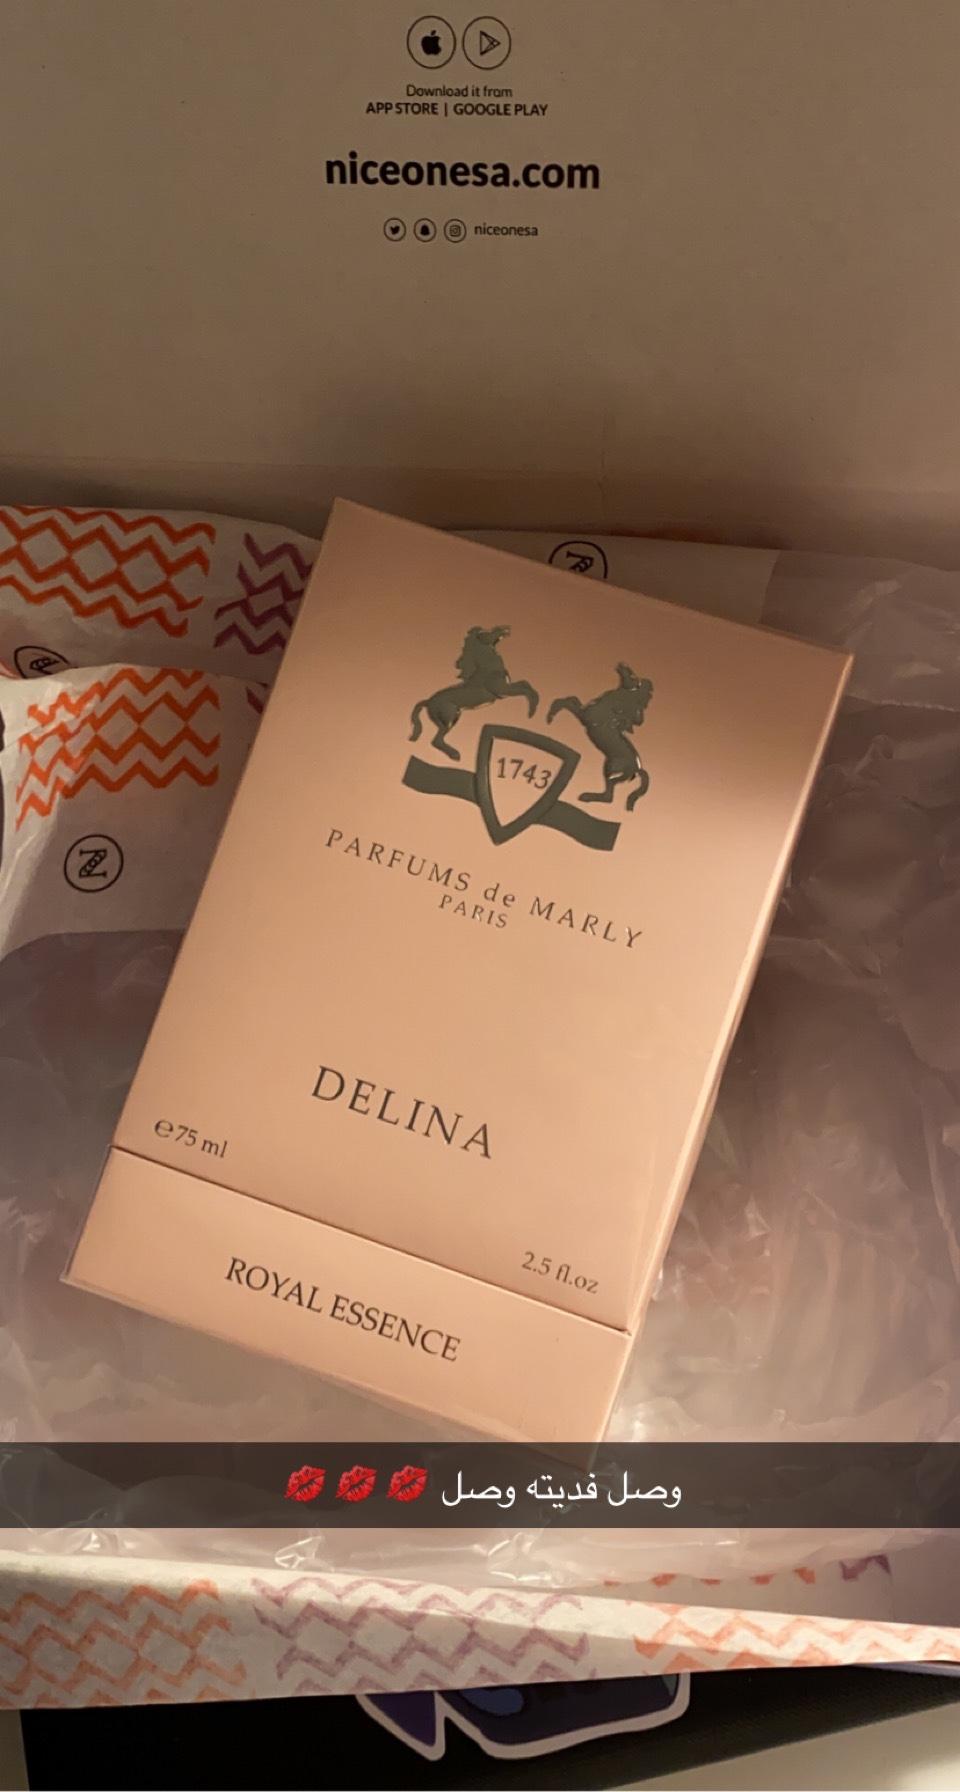 Download it from
APP STORE | GOOGLE PLAY
niceonesa.com
niceonesa
1743
PARFUMS de MARLY
PARIS
DELINA
℮75 ml
2.5 fl.oz
ROYAL ESSENCE
وصل فديته وصل 💋 💋 💋